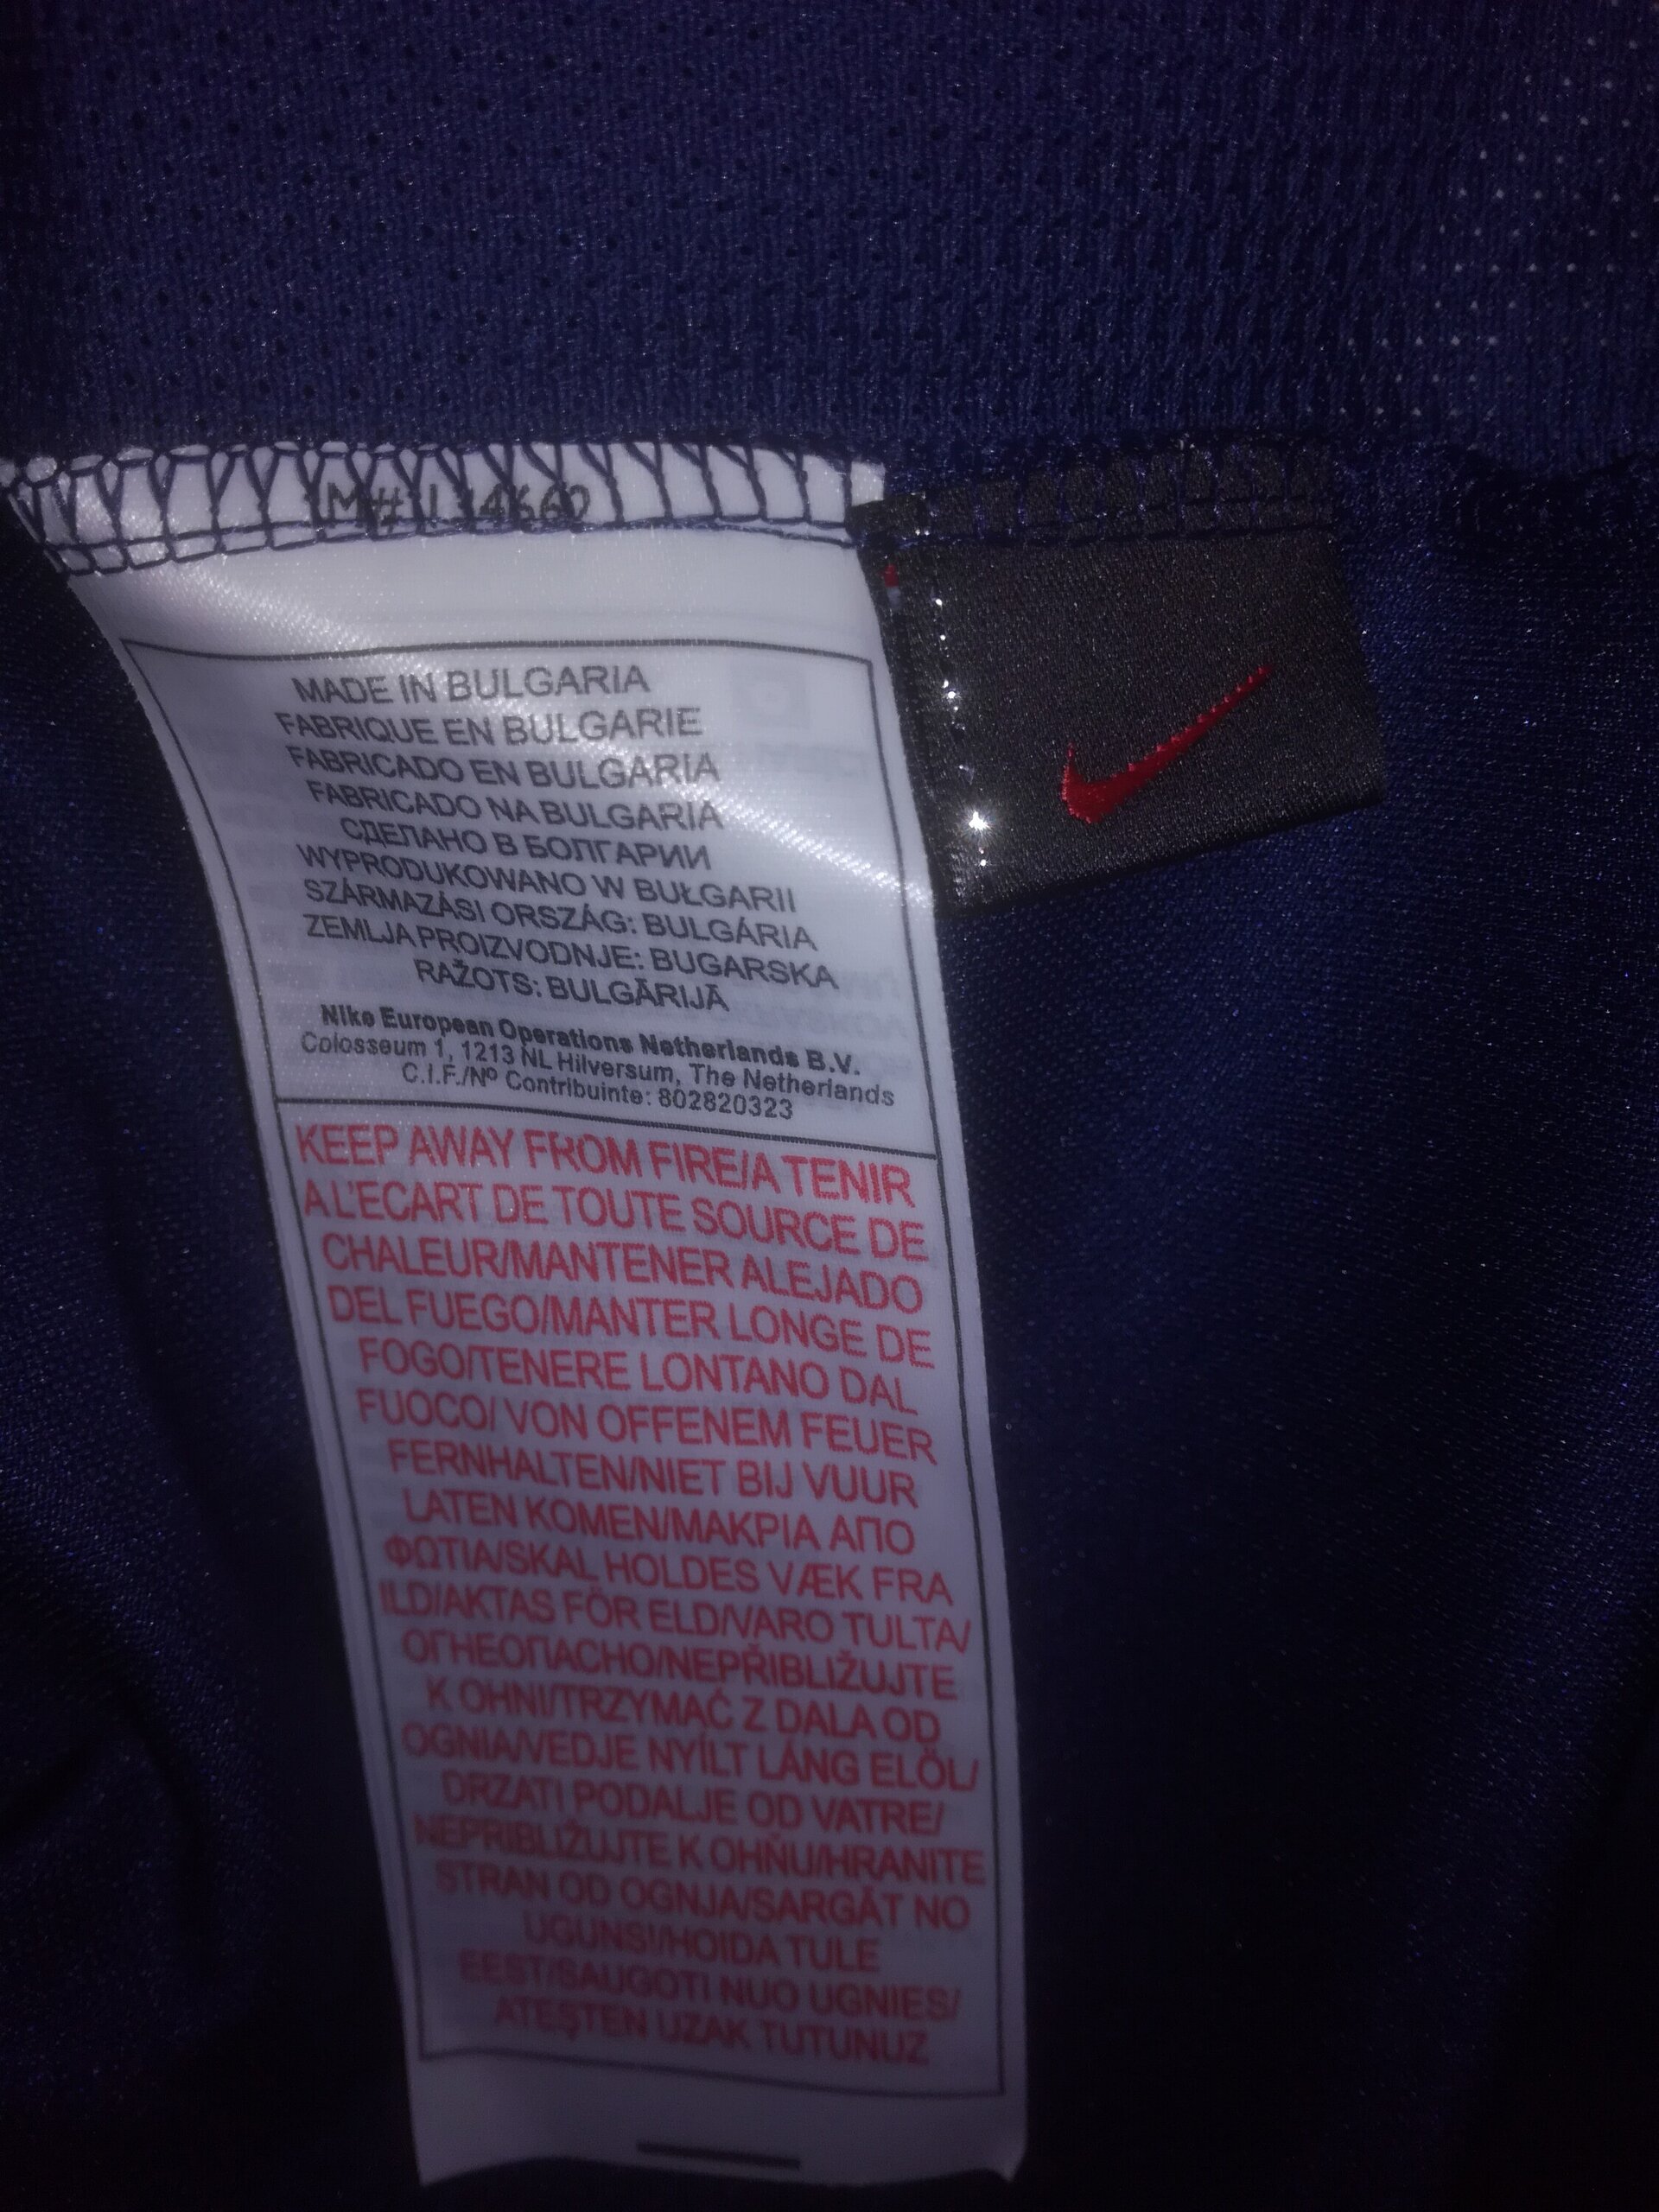 MADE IN BULGARIA
FABRIQUE EN BULGARIE
FABRICADO EN BULGARIA
FABRICADO NA BULGARIA
СДЕЛАНО В БОЛГАРИИ
WYPRODUKOWANO W BUŁGARII
SZÁRMAZÁSI ORSZÁG: BULGÁRIA
ZEMLJA PROIZVODNJE: BUGARSKA
RAŽOTS: BULGĀRIJĀ
Nike European Operations Netherlands B.V.
Colosseum 1, 1213 NL Hilversum, The Netherlands
C.I.F./Nº Contribuinte: 802820323
KEEP AWAY FROM FIRE/A TENIR
A L'ECART DE TOUTE SOURCE DE
CHALEUR/MANTENER ALEJADO
DEL FUEGO/MANTER LONGE DE
FOGO/TENERE LONTANO DAL
FUOCO/ VON OFFENEM FEUER
FERNHALTEN/NIET BIJ VUUR
LATEN KOMEN/ΜΑΚΡΙΑ ΑΠΟ
ΦΩΤΙΑ/SKAL HOLDES VÆK FRA
ILD/AKTAS FÖR ELD/VARO TULTA/
ОГНЕОПАСНО/NEPŘIBLIŽUJTE
K OHNI/TRZYMAĆ Z DALA OD
OGNIA/VEDJE NYÍLT LÁNG ELŐL/
DRZATI PODALJE OD VATRE/
NEPRIBLIŽUJTE K OHŇU/HRANITE
STRAN OD OGNJA/SARGĀT NO
UGUNS!/HOIDA TULE
EEST/SAUGOTI NUO UGNIES/
ATEŞTEN UZAK TUTUNUZ